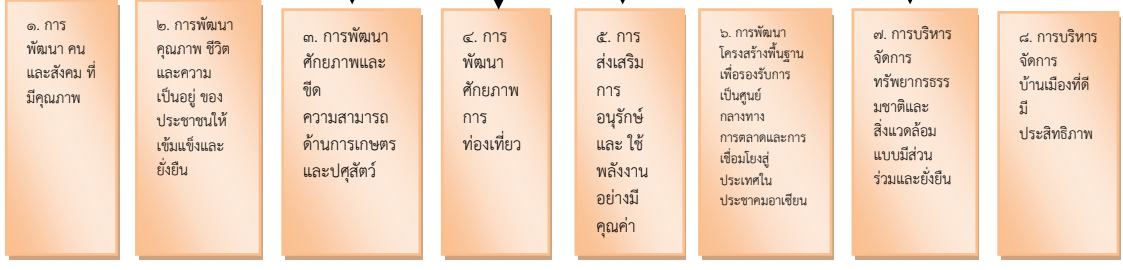 ๑. การ
พัฒนา คน
และสังคม ที่
มีคุณภาพ
๒. การพัฒนา
คุณภาพ ชีวิต
และความ
เป็นอยู่ ของ
ประชาชนให้
เข้มแข็งและ
ยั่งยืน
๓. การพัฒนา
ศักยภาพและ
ขีด
ความสามารถ
ด้านการเกษตร
และปศุสัตว์
๔. การ
พัฒนา
ศักยภาพ
การ
ท่องเที่ยว
๕. การ
ส่งเสริม
การ
อนุรักษ์
และ ใช้
พลังงาน
อย่างมี
คุณค่า
๖. การพัฒนา
โครงสร้างพื้นฐาน
เพื่อรองรับการ
เป็นศูนย์
กลางทาง
การตลาดและการ
เชื่อมโยงสู่
ประเทศใน
ประชาคมอาเซียน
๗. การบริหาร
จัดการ
ทรัพยากรธรร
มชาติและ
สิ่งแวดล้อม
แบบมีส่วน
ร่วมและยั่งยืน
๘. การบริหาร
จัดการ
บ้านเมืองที่ดี
มี
ประสิทธิภาพ